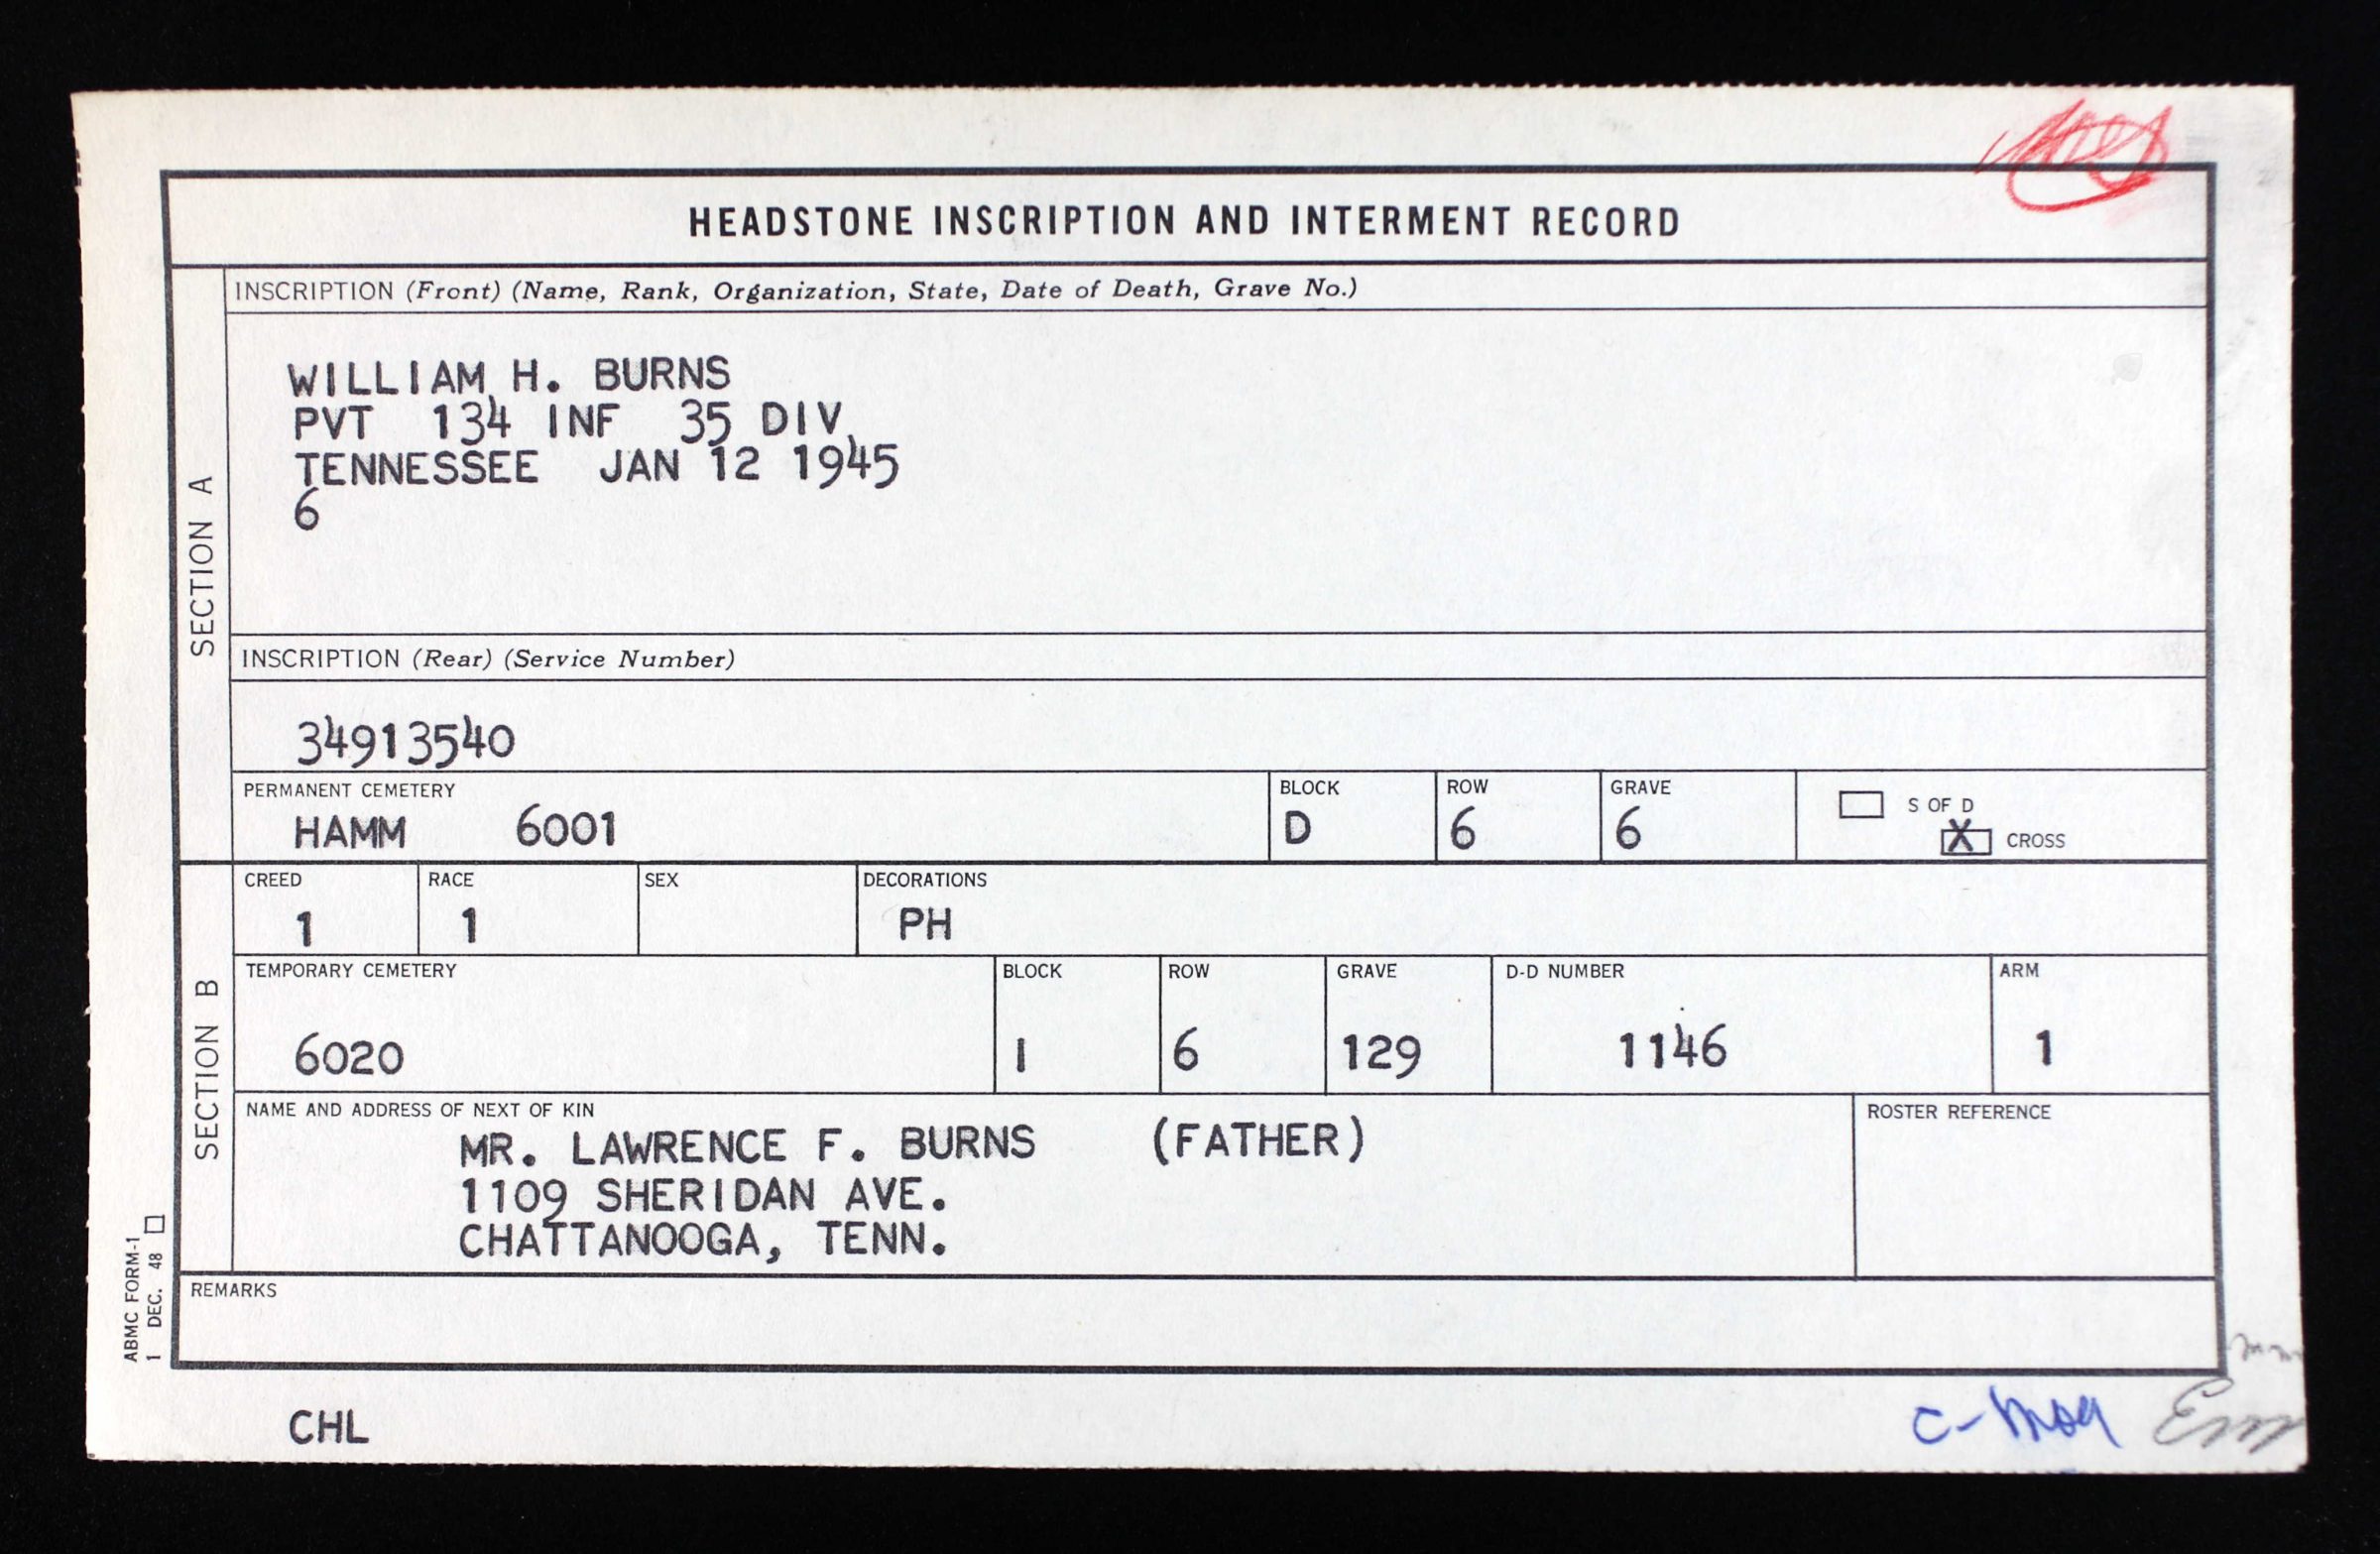 HEADSTONE INSCRIPTION AND INTERMENT RECORD
SECTION A
INSCRIPTION (Front) (Name, Rank, Organization, State, Date of Death, Grave No.)
WILLIAM H. BURNS
PVT 134 INF 35 DIV
TENNESSEE JAN 12 1945
6
INSCRIPTION (Rear) (Service Number)
34913540
PERMANENT CEMETERY BLOCK ROW GRAVE
HAMM 6001 D 6 6
S OF D
X CROSS
SECTION B
CREED RACE SEX DECORATIONS
1 1 PH
TEMPORARY CEMETERY BLOCK ROW GRAVE D-D NUMBER ARM
6020 1 6 129 1146 1
NAME AND ADDRESS OF NEXT OF KIN ROSTER REFERENCE
MR. LAWRENCE F. BURNS (FATHER)
1109 SHERIDAN AVE.
CHATTANOOGA, TENN.
REMARKS
ABMC FORM-1
1 DEC. 48
CHL